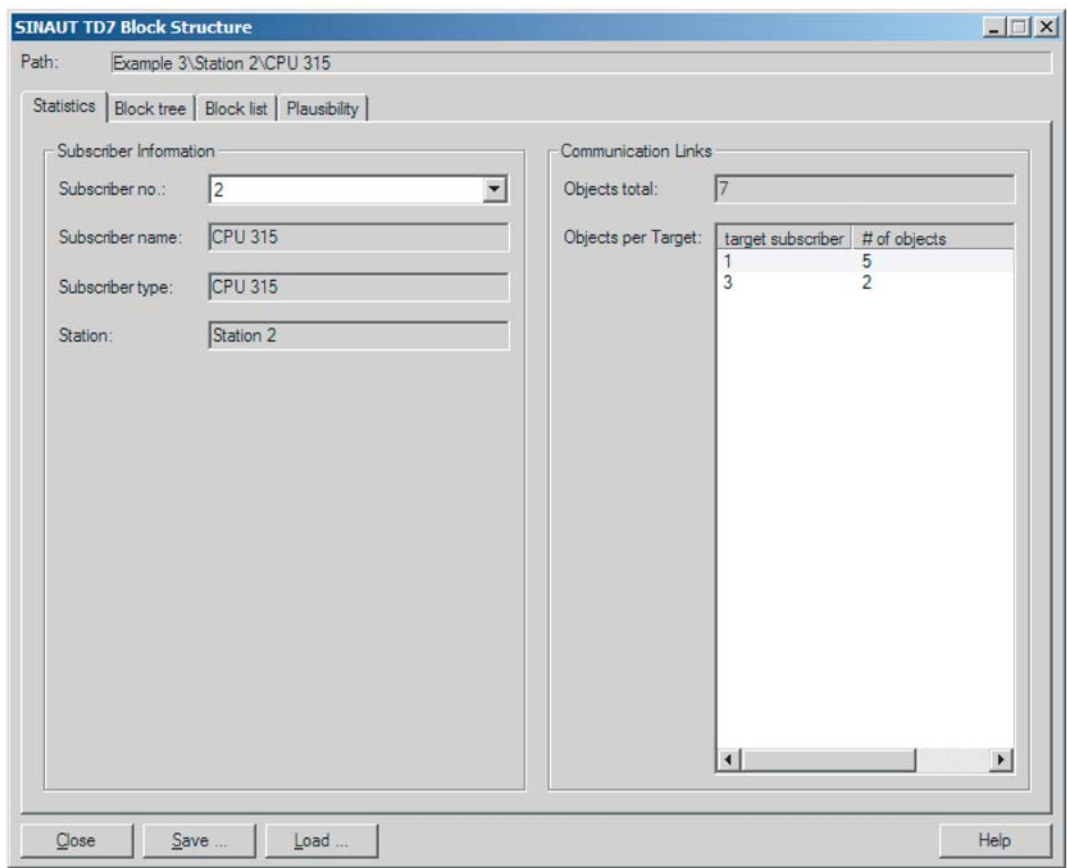 SINAUT TD7 Block Structure
Path: Example 3\Station 2\CPU 315
Statistics Block tree Block list Plausibility
Subscriber Information
Subscriber no.: 2
Subscriber name: CPU 315
Subscriber type: CPU 315
Station: Station 2
Communication Links
Objects total: 7
Objects per Target: target subscriber # of objects
1 5
3 2
Close Save ... Load ... Help